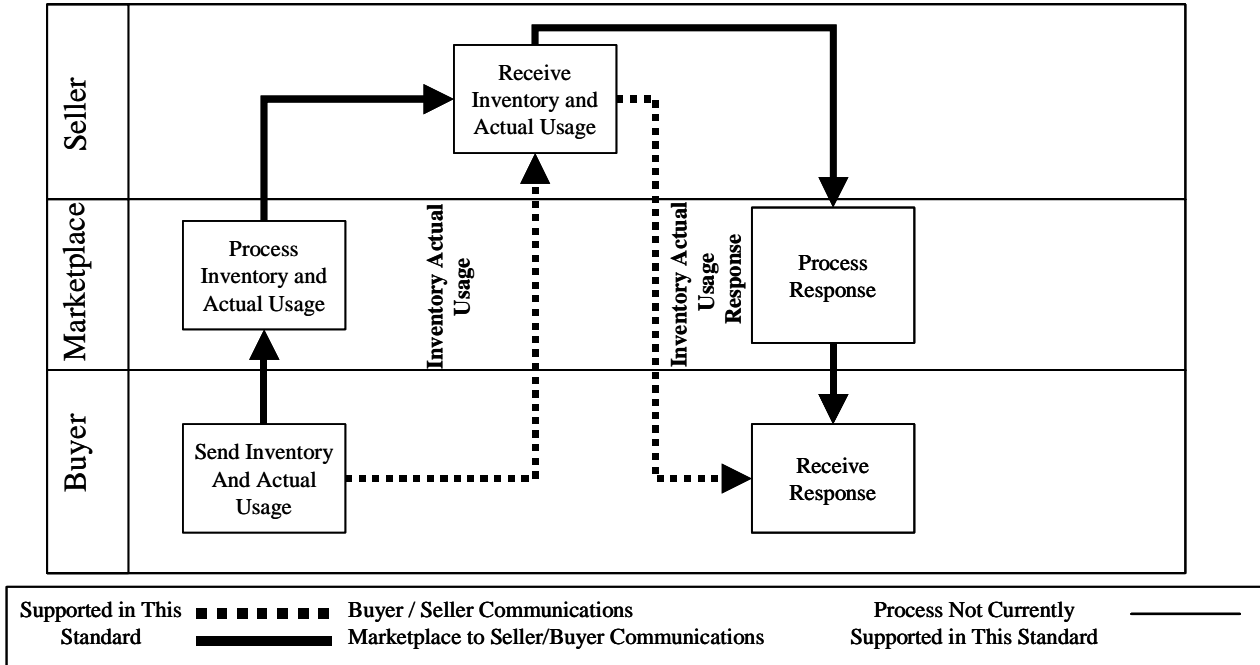 Seller
Receive
Inventory and
Actual Usage
Marketplace
Process
Inventory and
Actual Usage
Inventory Actual
Usage
Inventory Actual
Usage
Response
Process
Response
Buyer
Send Inventory
And Actual
Usage
Receive
Response
Supported in This
Standard
Buyer / Seller Communications
Marketplace to Seller/Buyer Communications
Process Not Currently
Supported in This Standard